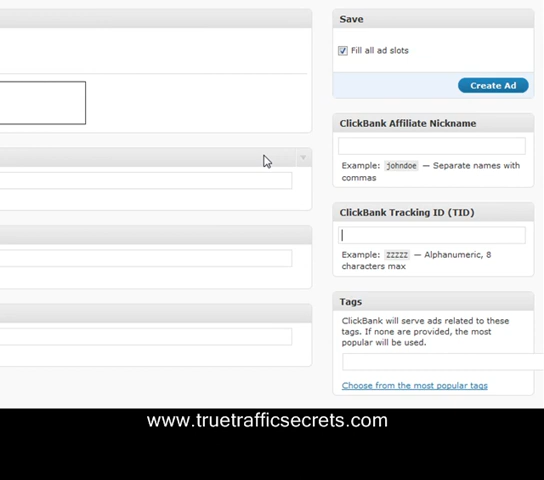 Save
Fill all ad slots
Create Ad
ClickBank Affiliate Nickname
Example: johndoe — Separate names with
commas
ClickBank Tracking ID (TID)
Example: zzzzz — Alphanumeric, 8
characters max
Tags
ClickBank will serve ads related to these
tags. If none are provided, the most
popular will be used.
Choose from the most popular tags
www.truetrafficsecrets.com